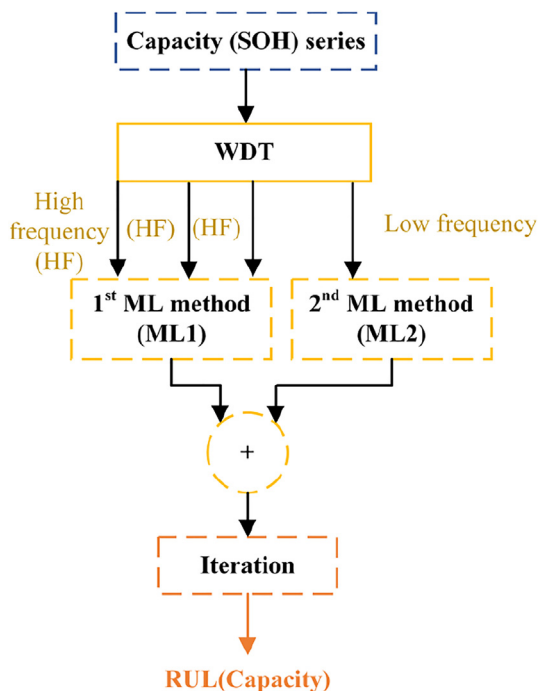 Capacity (SOH) series
WDT
High
frequency
(HF)
(HF)
(HF)
Low frequency
1st ML method
(ML1)
2nd ML method
(ML2)
+
Iteration
RUL(Capacity)